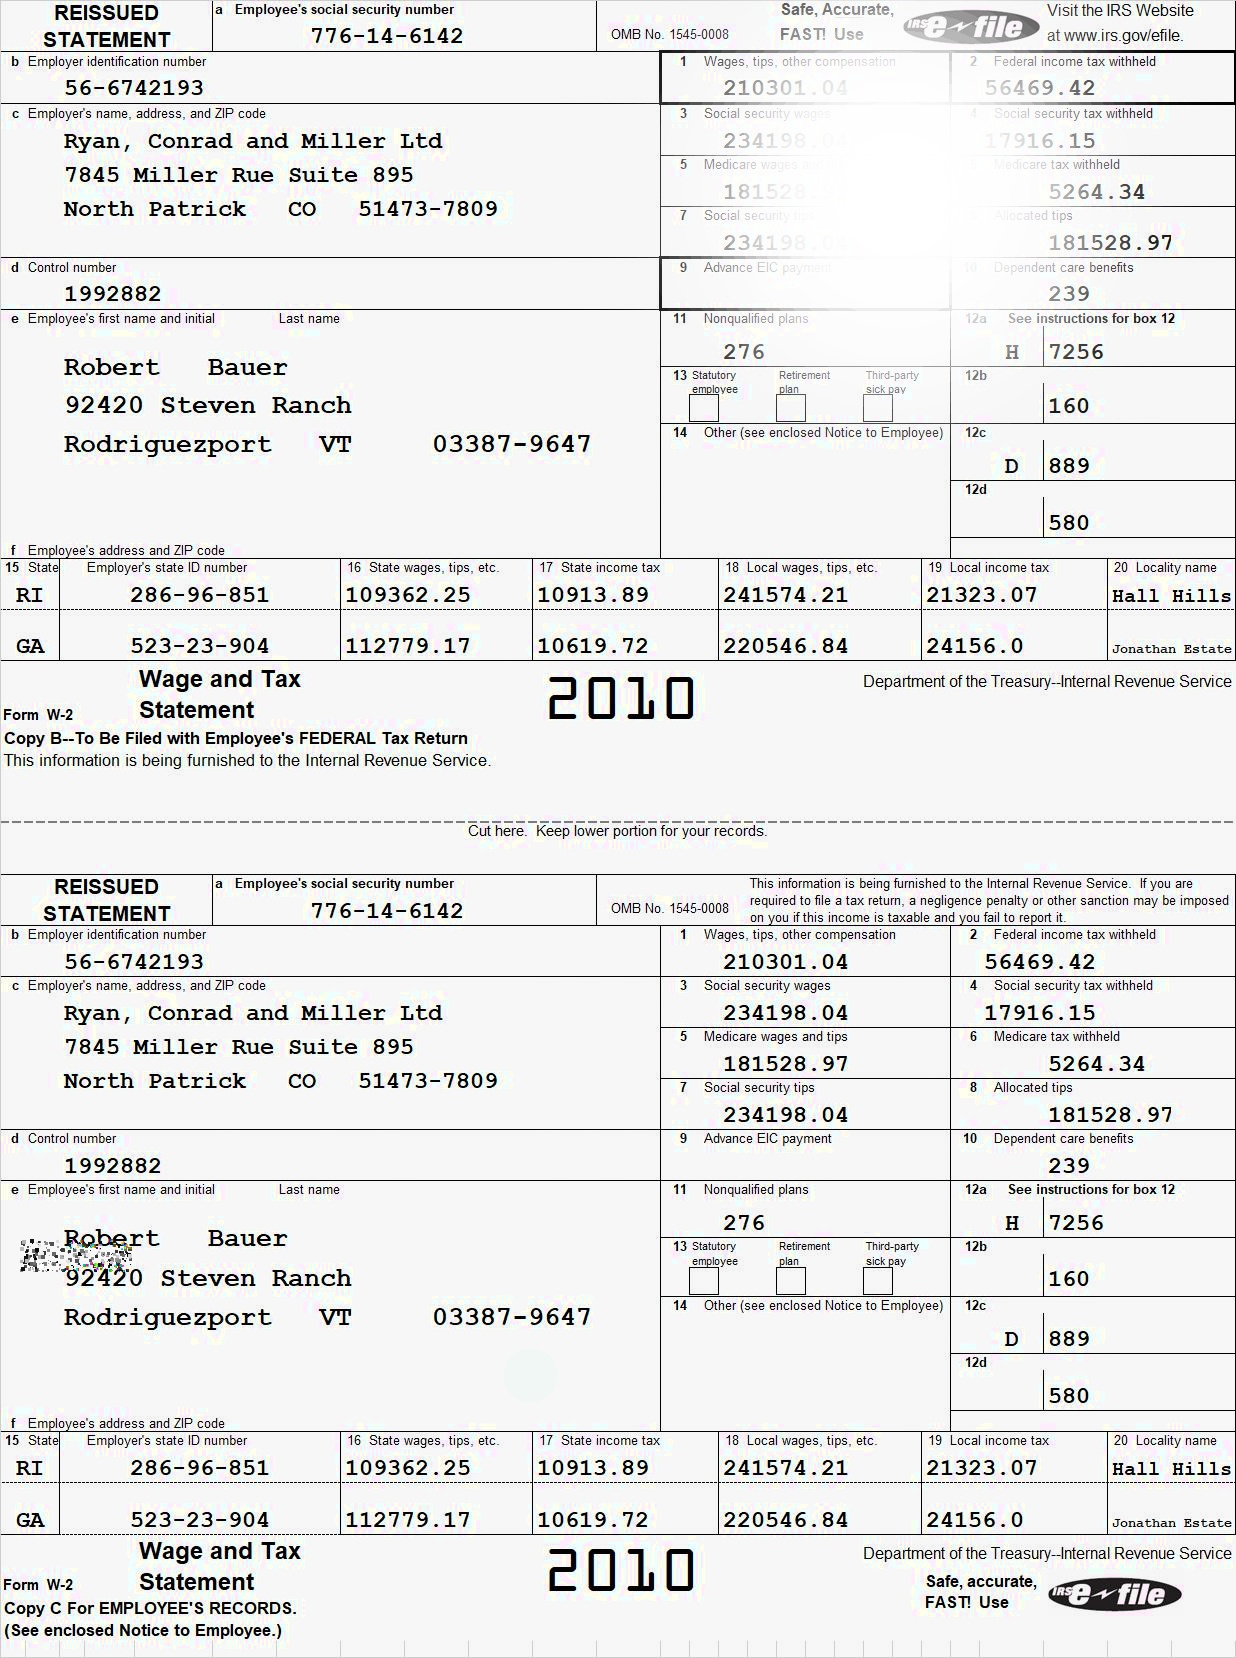 REISSUED STATEMENT
a Employee's social security number
776-14-6142
OMB No. 1545-0008
Safe, Accurate,
FAST! Use
IRS e-file
Visit the IRS Website
at www.irs.gov/efile.
b Employer identification number
56-6742193
1 Wages, tips, other compensation
210301.04
2 Federal income tax withheld
56469.42
c Employer's name, address, and ZIP code
Ryan, Conrad and Miller Ltd
7845 Miller Rue Suite 895
North Patrick CO 51473-7809
3 Social security wages
234198.04
4 Social security tax withheld
17916.15
5 Medicare wages and
181528
Medicare tax withheld
5264.34
7 Social security tips
234198.04
Allocated tips
181528.97
d Control number
1992882
9 Advance EIC payment
10 Dependent care benefits
239
e Employee's first name and initial Last name
Robert Bauer
92420 Steven Ranch
Rodriguezport VT 03387-9647
11 Nonqualified plans
276
12a See instructions for box 12
H 7256
13 Statutory employee Retirement plan Third-party sick pay
12b
160
14 Other (see enclosed Notice to Employee)
12c
D 889
12d
580
f Employee's address and ZIP code
15 State Employer's state ID number 16 State wages, tips, etc. 17 State income tax 18 Local wages, tips, etc. 19 Local income tax 20 Locality name
RI 286-96-851 109362.25 10913.89 241574.21 21323.07 Hall Hills
GA 523-23-904 112779.17 10619.72 220546.84 24156.0 Jonathan Estate
Form W-2 Wage and Tax Statement
2010
Department of the Treasury--Internal Revenue Service
Copy B--To Be Filed with Employee's FEDERAL Tax Return
This information is being furnished to the Internal Revenue Service.
Cut here. Keep lower portion for your records.
REISSUED STATEMENT
a Employee's social security number
776-14-6142
OMB No. 1545-0008
This information is being furnished to the Internal Revenue Service. If you are
required to file a tax return, a negligence penalty or other sanction may be imposed
on you if this income is taxable and you fail to report it.
b Employer identification number
56-6742193
1 Wages, tips, other compensation
210301.04
2 Federal income tax withheld
56469.42
c Employer's name, address, and ZIP code
Ryan, Conrad and Miller Ltd
7845 Miller Rue Suite 895
North Patrick CO 51473-7809
3 Social security wages
234198.04
4 Social security tax withheld
17916.15
5 Medicare wages and tips
181528.97
6 Medicare tax withheld
5264.34
7 Social security tips
234198.04
8 Allocated tips
181528.97
d Control number
1992882
9 Advance EIC payment
10 Dependent care benefits
239
e Employee's first name and initial Last name
Robert Bauer
92420 Steven Ranch
Rodriguezport VT 03387-9647
11 Nonqualified plans
276
12a See instructions for box 12
H 7256
13 Statutory employee Retirement plan Third-party sick pay
12b
160
14 Other (see enclosed Notice to Employee)
12c
D 889
12d
580
f Employee's address and ZIP code
15 State Employer's state ID number 16 State wages, tips, etc. 17 State income tax 18 Local wages, tips, etc. 19 Local income tax 20 Locality name
RI 286-96-851 109362.25 10913.89 241574.21 21323.07 Hall Hills
GA 523-23-904 112779.17 10619.72 220546.84 24156.0 Jonathan Estate
Form W-2 Wage and Tax Statement
2010
Department of the Treasury--Internal Revenue Service
Copy C For EMPLOYEE'S RECORDS.
(See enclosed Notice to Employee.)
Safe, accurate,
FAST! Use
IRS e-file